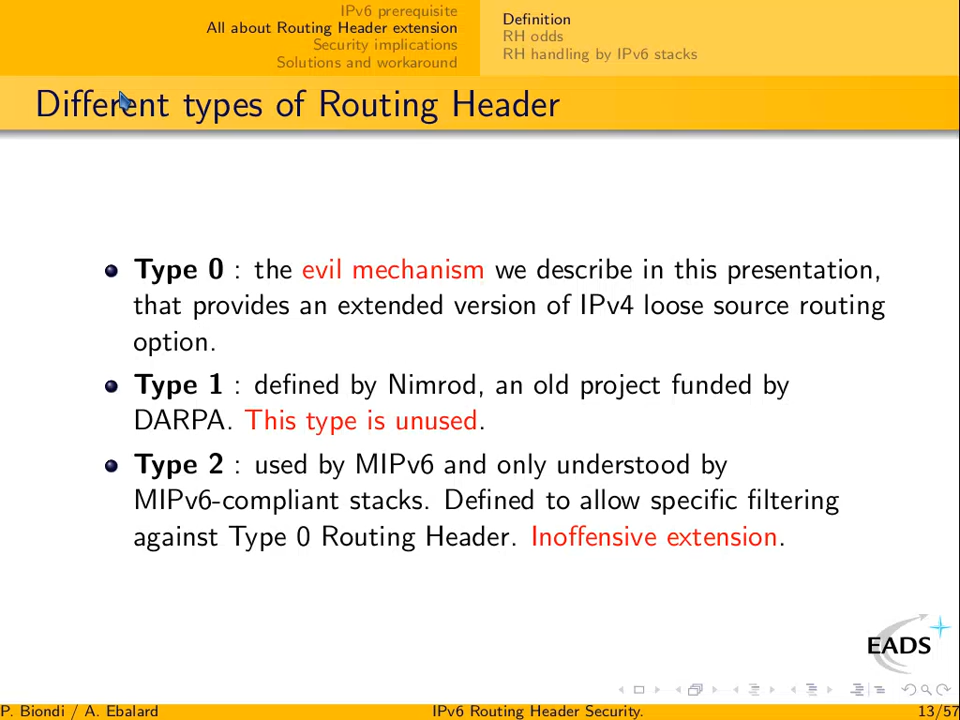 IPv6 prerequisite
All about Routing Header extension
Security implications
Solutions and workaround
Definition
RH odds
RH handling by IPv6 stacks
Different types of Routing Header
Type 0 : the evil mechanism we describe in this presentation,
that provides an extended version of IPv4 loose source routing
option.
Type 1 : defined by Nimrod, an old project funded by
DARPA. This type is unused.
Type 2 : used by MIPv6 and only understood by
MIPv6-compliant stacks. Defined to allow specific filtering
against Type 0 Routing Header. Inoffensive extension.
EADS
P. Biondi / A. Ebalard
IPv6 Routing Header Security.
13/57